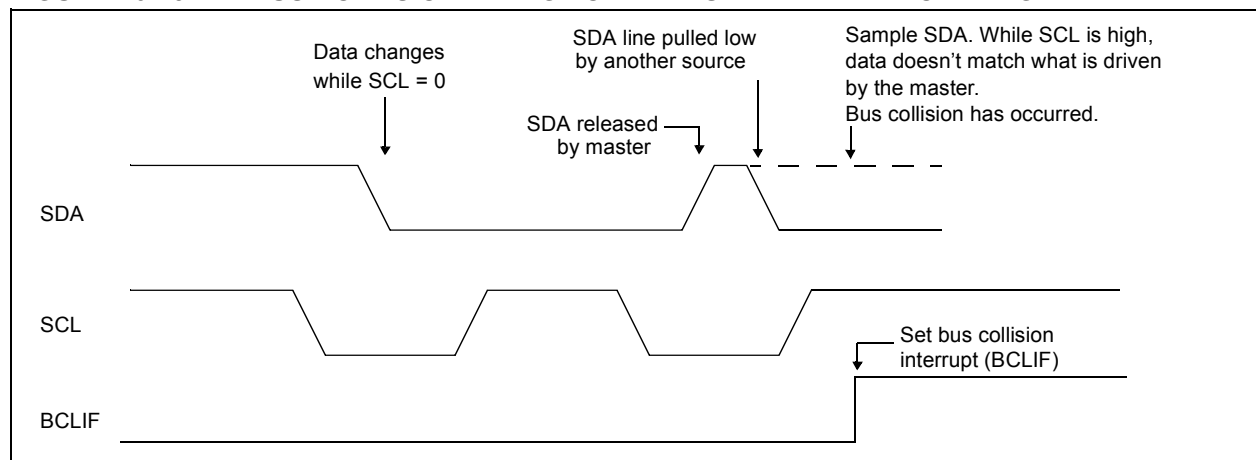 Data changes
while SCL = 0
SDA line pulled low
by another source
Sample SDA. While SCL is high,
data doesn't match what is driven
by the master.
Bus collision has occurred.
SDA released
by master
SDA
SCL
Set bus collision
interrupt (BCLIF)
BCLIF